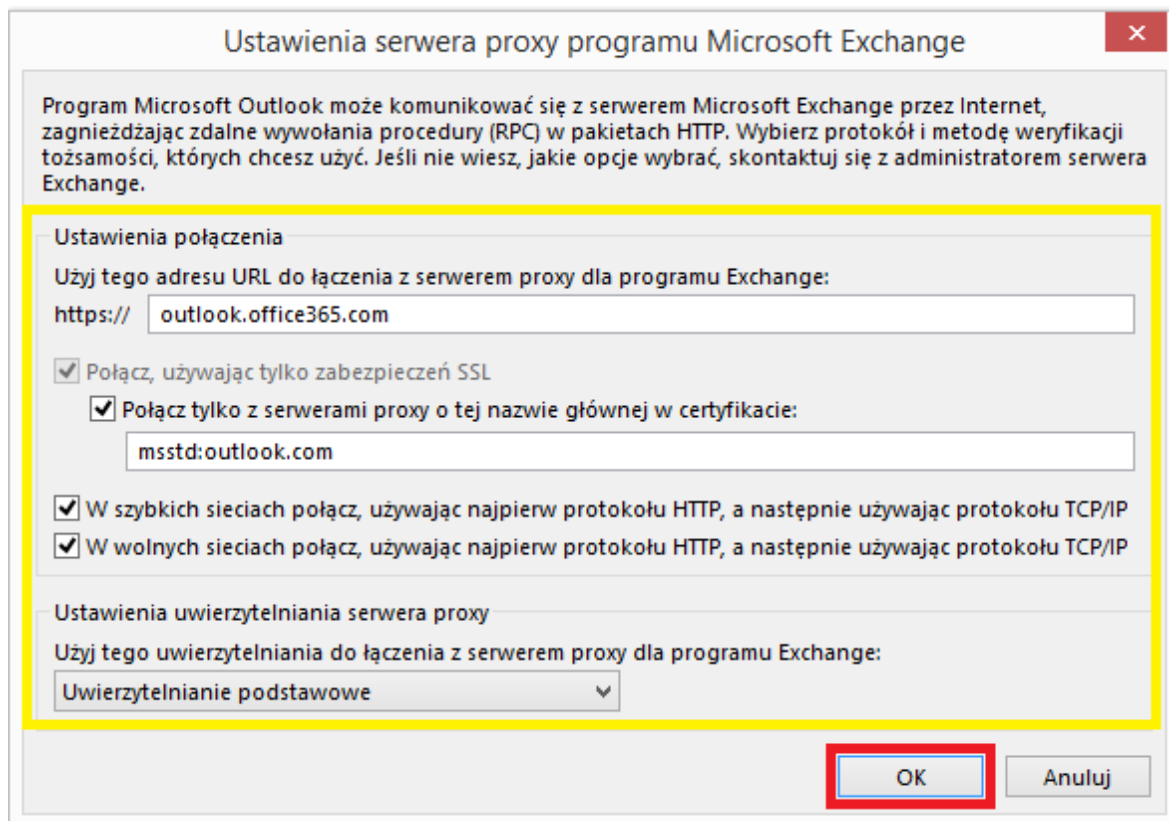 Ustawienia serwera proxy programu Microsoft Exchange
Program Microsoft Outlook może komunikować się z serwerem Microsoft Exchange przez Internet,
zagnieżdżając zdalne wywołania procedury (RPC) w pakietach HTTP. Wybierz protokół i metodę weryfikacji
tożsamości, których chcesz użyć. Jeśli nie wiesz, jakie opcje wybrać, skontaktuj się z administratorem serwera
Exchange.
Ustawienia połączenia
Użyj tego adresu URL do łączenia z serwerem proxy dla programu Exchange:
https:// outlook.office365.com
Połącz, używając tylko zabezpieczeń SSL
Połącz tylko z serwerami proxy o tej nazwie głównej w certyfikacie:
msstd:outlook.com
W szybkich sieciach połącz, używając najpierw protokołu HTTP, a następnie używając protokołu TCP/IP
W wolnych sieciach połącz, używając najpierw protokołu HTTP, a następnie używając protokołu TCP/IP
Ustawienia uwierzytelniania serwera proxy
Użyj tego uwierzytelniania do łączenia z serwerem proxy dla programu Exchange:
Uwierzytelnianie podstawowe
OK Anuluj